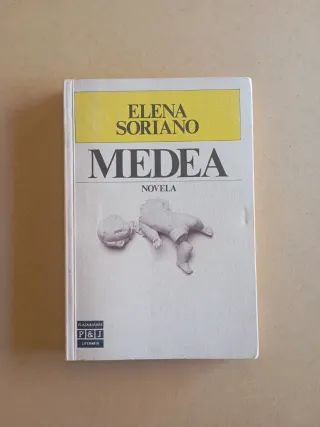 ELENA
SORIANO
MEDEA
NOVELA
PLAZA & JANES
P&J
LITERARIA